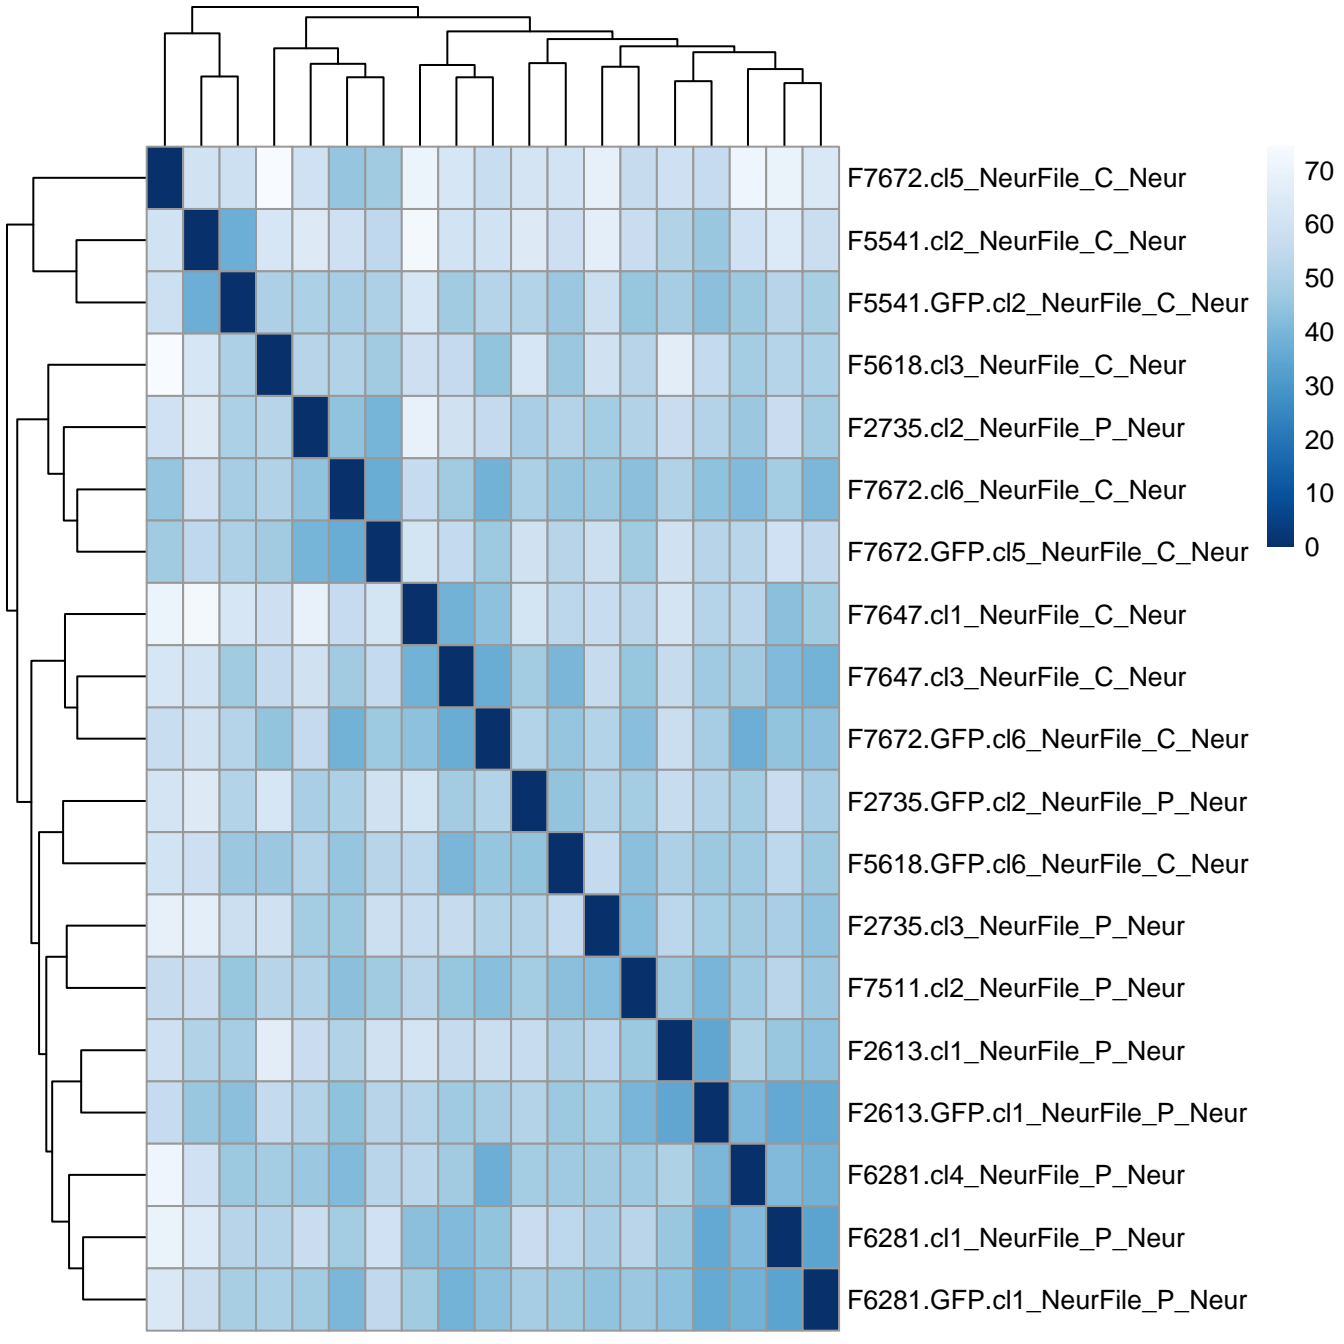 F7672.cl5_NeurFile_C_Neur
F5541.cl2_NeurFile_C_Neur
F5541.GFP.cl2_NeurFile_C_Neur
F5618.cl3_NeurFile_C_Neur
F2735.cl2_NeurFile_P_Neur
F7672.cl6_NeurFile_C_Neur
F7672.GFP.cl5_NeurFile_C_Neur
F7647.cl1_NeurFile_C_Neur
F7647.cl3_NeurFile_C_Neur
F7672.GFP.cl6_NeurFile_C_Neur
F2735.GFP.cl2_NeurFile_P_Neur
F5618.GFP.cl6_NeurFile_C_Neur
F2735.cl3_NeurFile_P_Neur
F7511.cl2_NeurFile_P_Neur
F2613.cl1_NeurFile_P_Neur
F2613.GFP.cl1_NeurFile_P_Neur
F6281.cl4_NeurFile_P_Neur
F6281.cl1_NeurFile_P_Neur
F6281.GFP.cl1_NeurFile_P_Neur
70
60
50
40
30
20
10
0